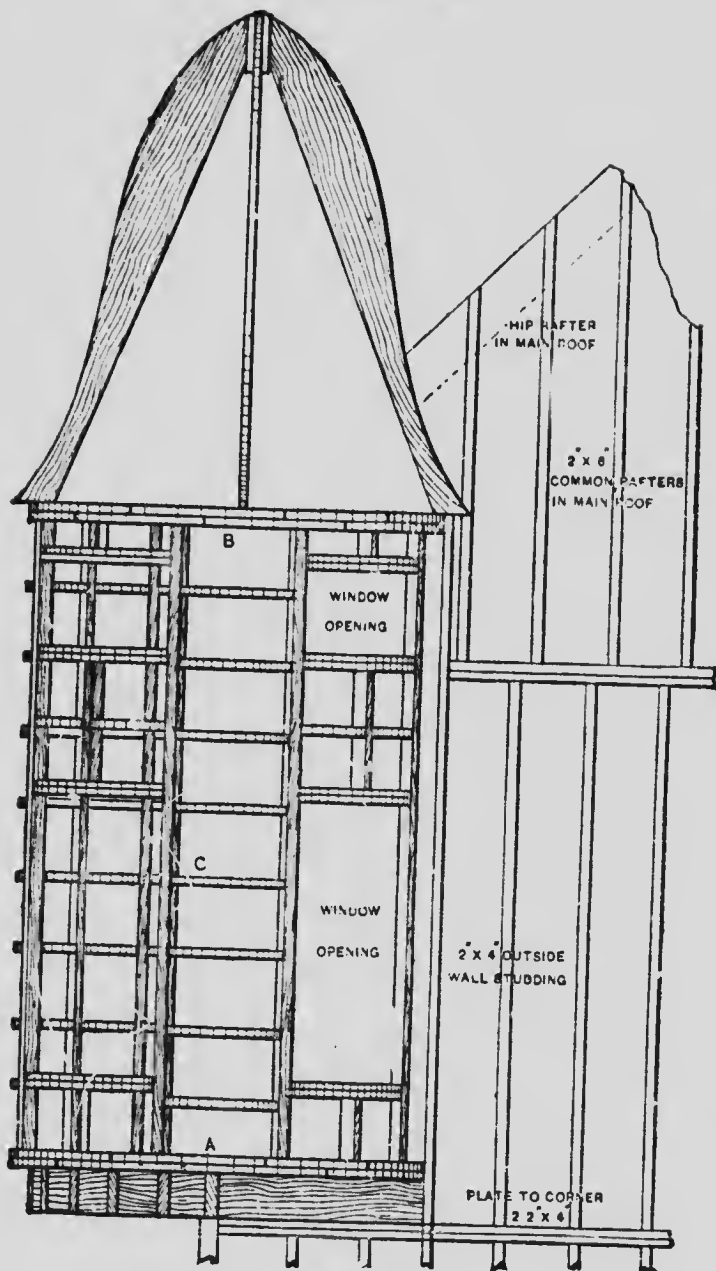 HIP RAFTER
IN MAIN ROOF
2" X 6"
COMMON RAFTERS
IN MAIN ROOF
B
WINDOW
OPENING
C
WINDOW
OPENING
2" X 4" OUTSIDE
WALL STUDDING
A
PLATE TO CORNER
2 2" X 4"